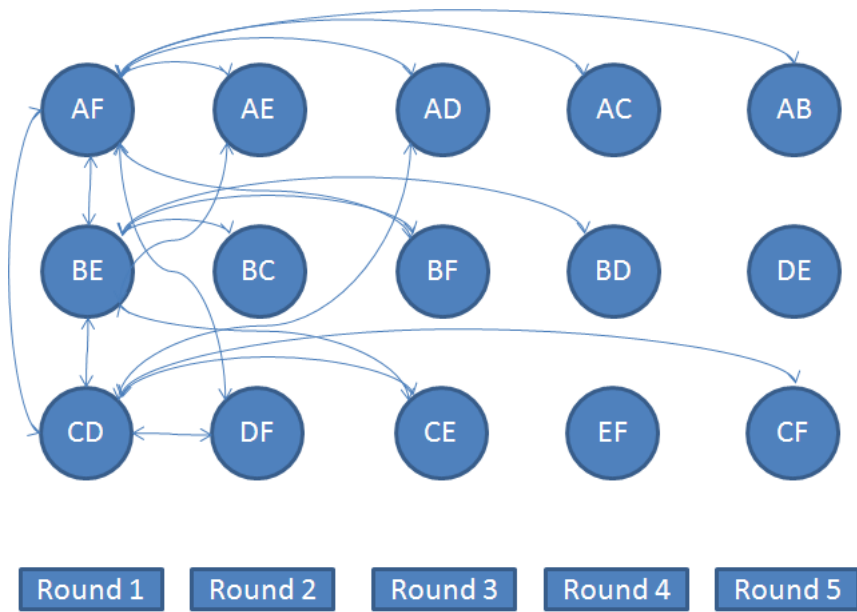 AF AE AD AC AB
BE BC BF BD DE
CD DF CE EF CF
Round 1 Round 2 Round 3 Round 4 Round 5